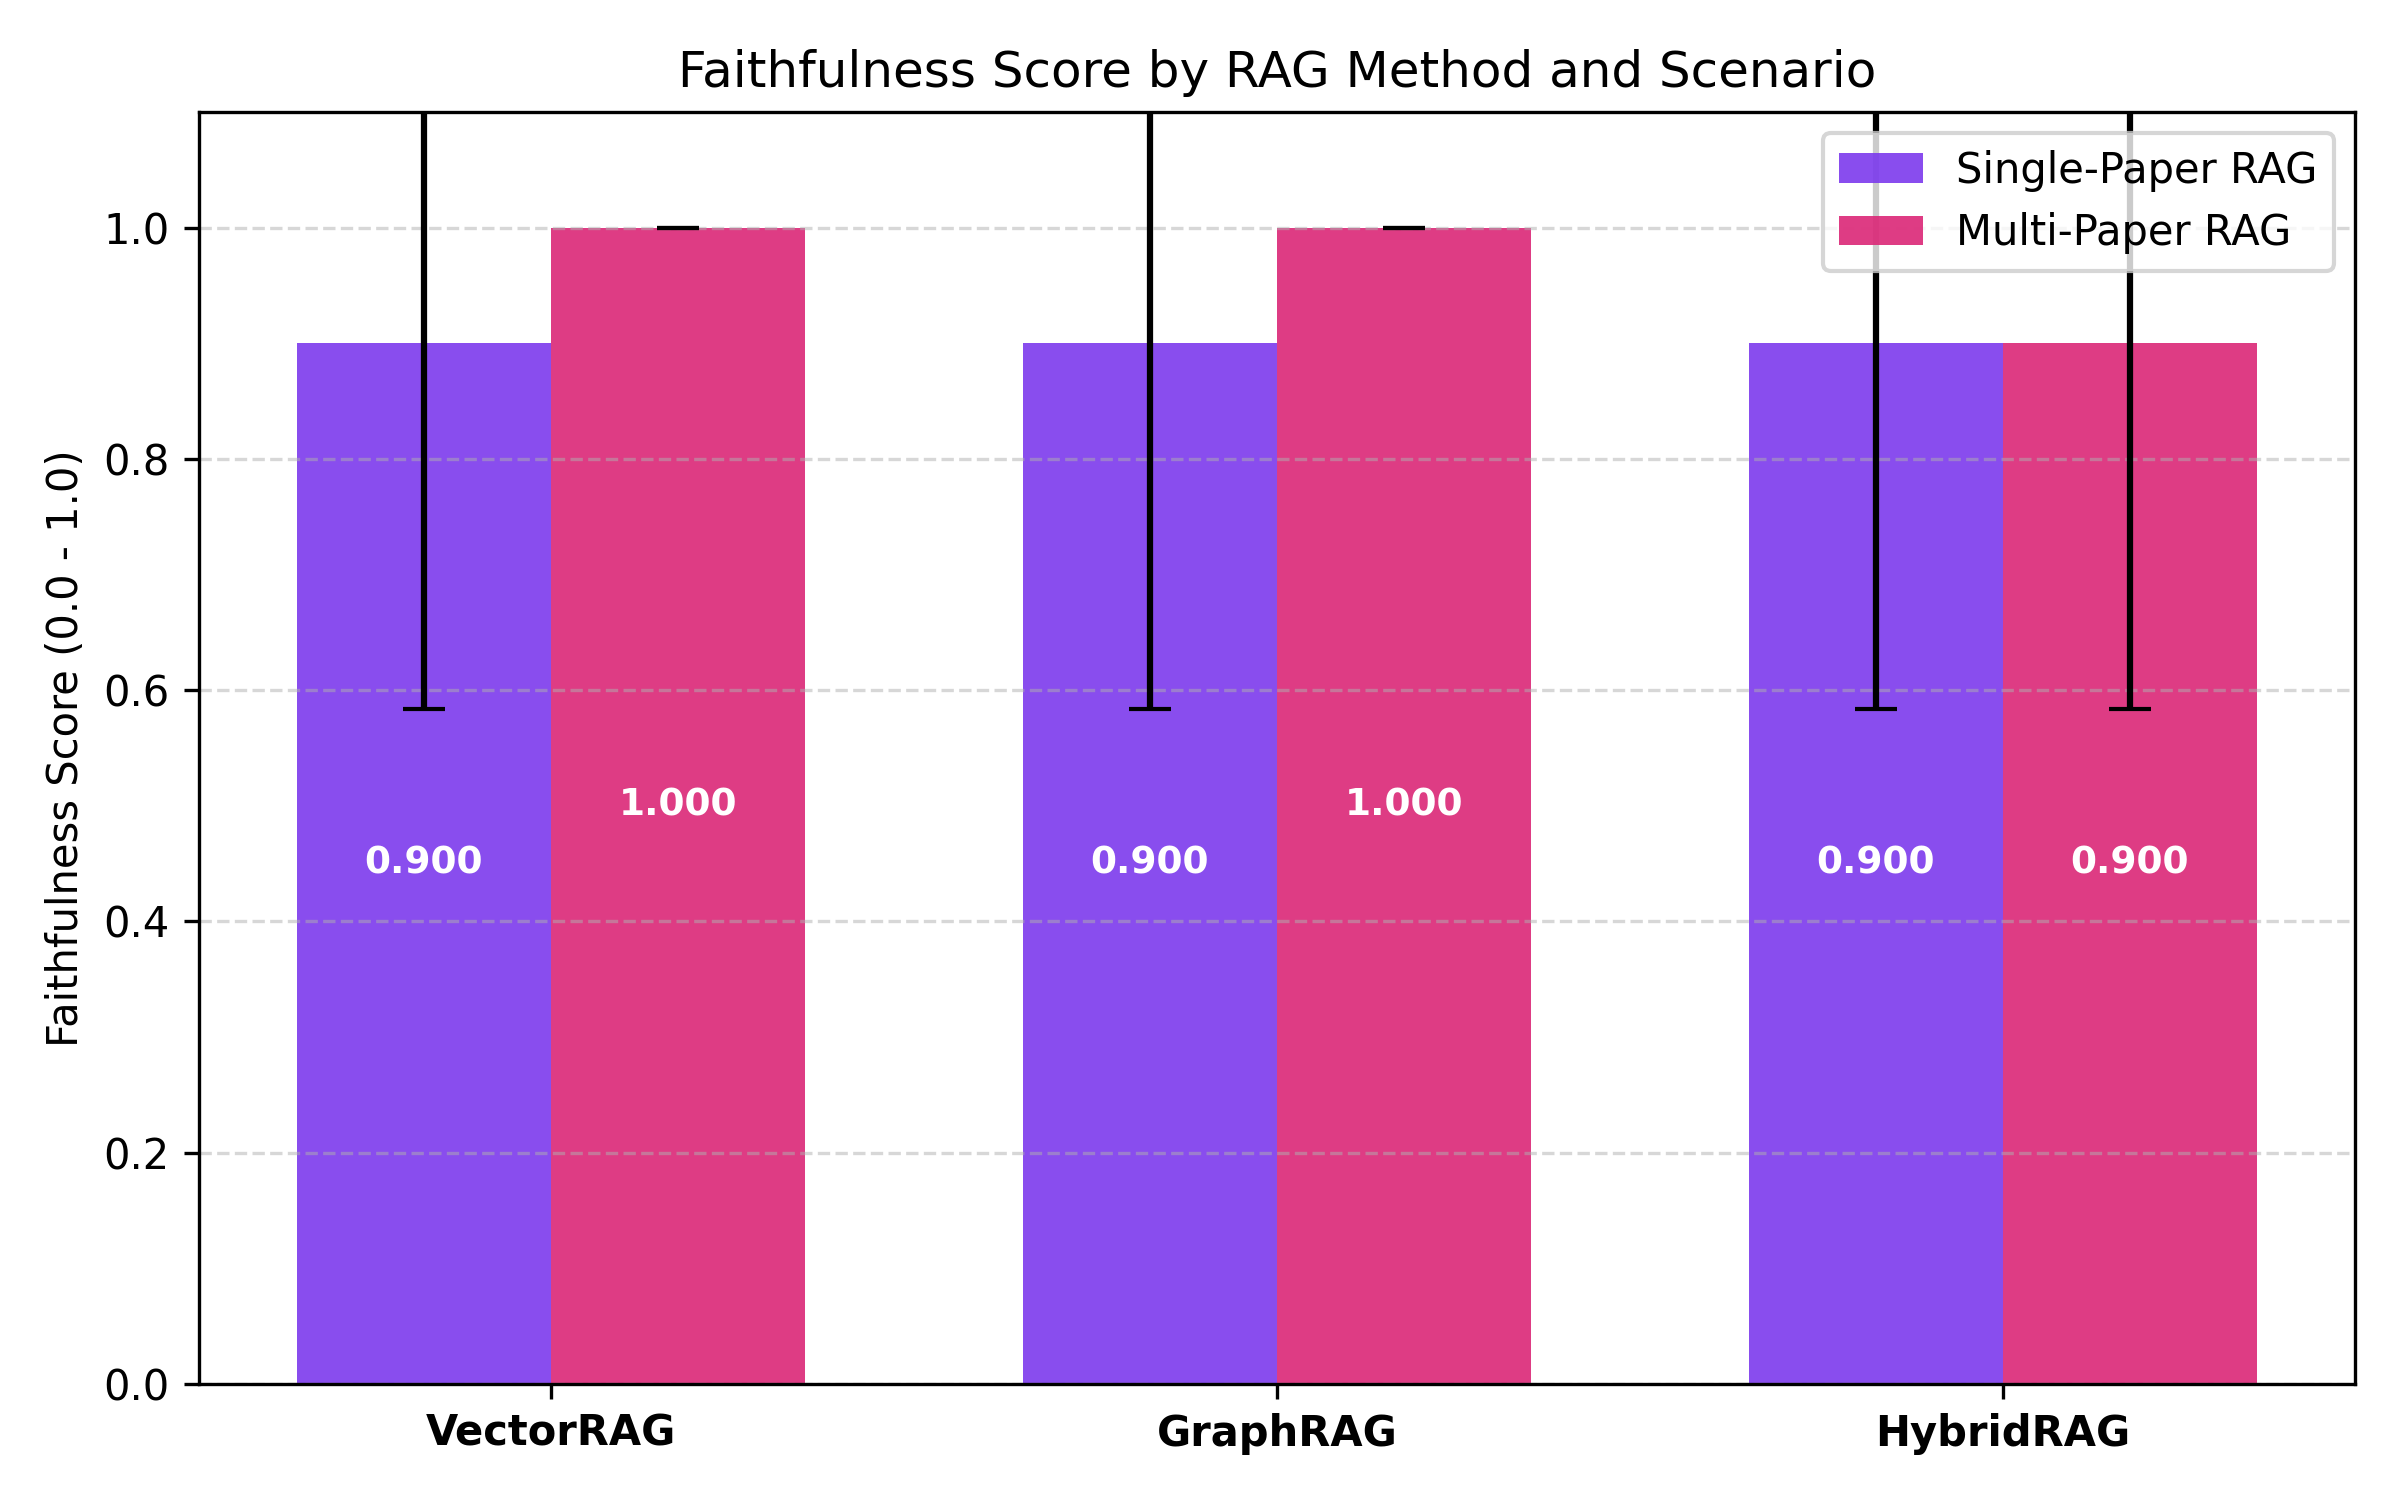 Faithfulness Score by RAG Method and Scenario
Single-Paper RAG
Multi-Paper RAG
Faithfulness Score (0.0 - 1.0)
1.0
0.8
0.6
0.4
0.2
0.0
0.900
1.000
0.900
1.000
0.900
0.900
VectorRAG
GraphRAG
HybridRAG